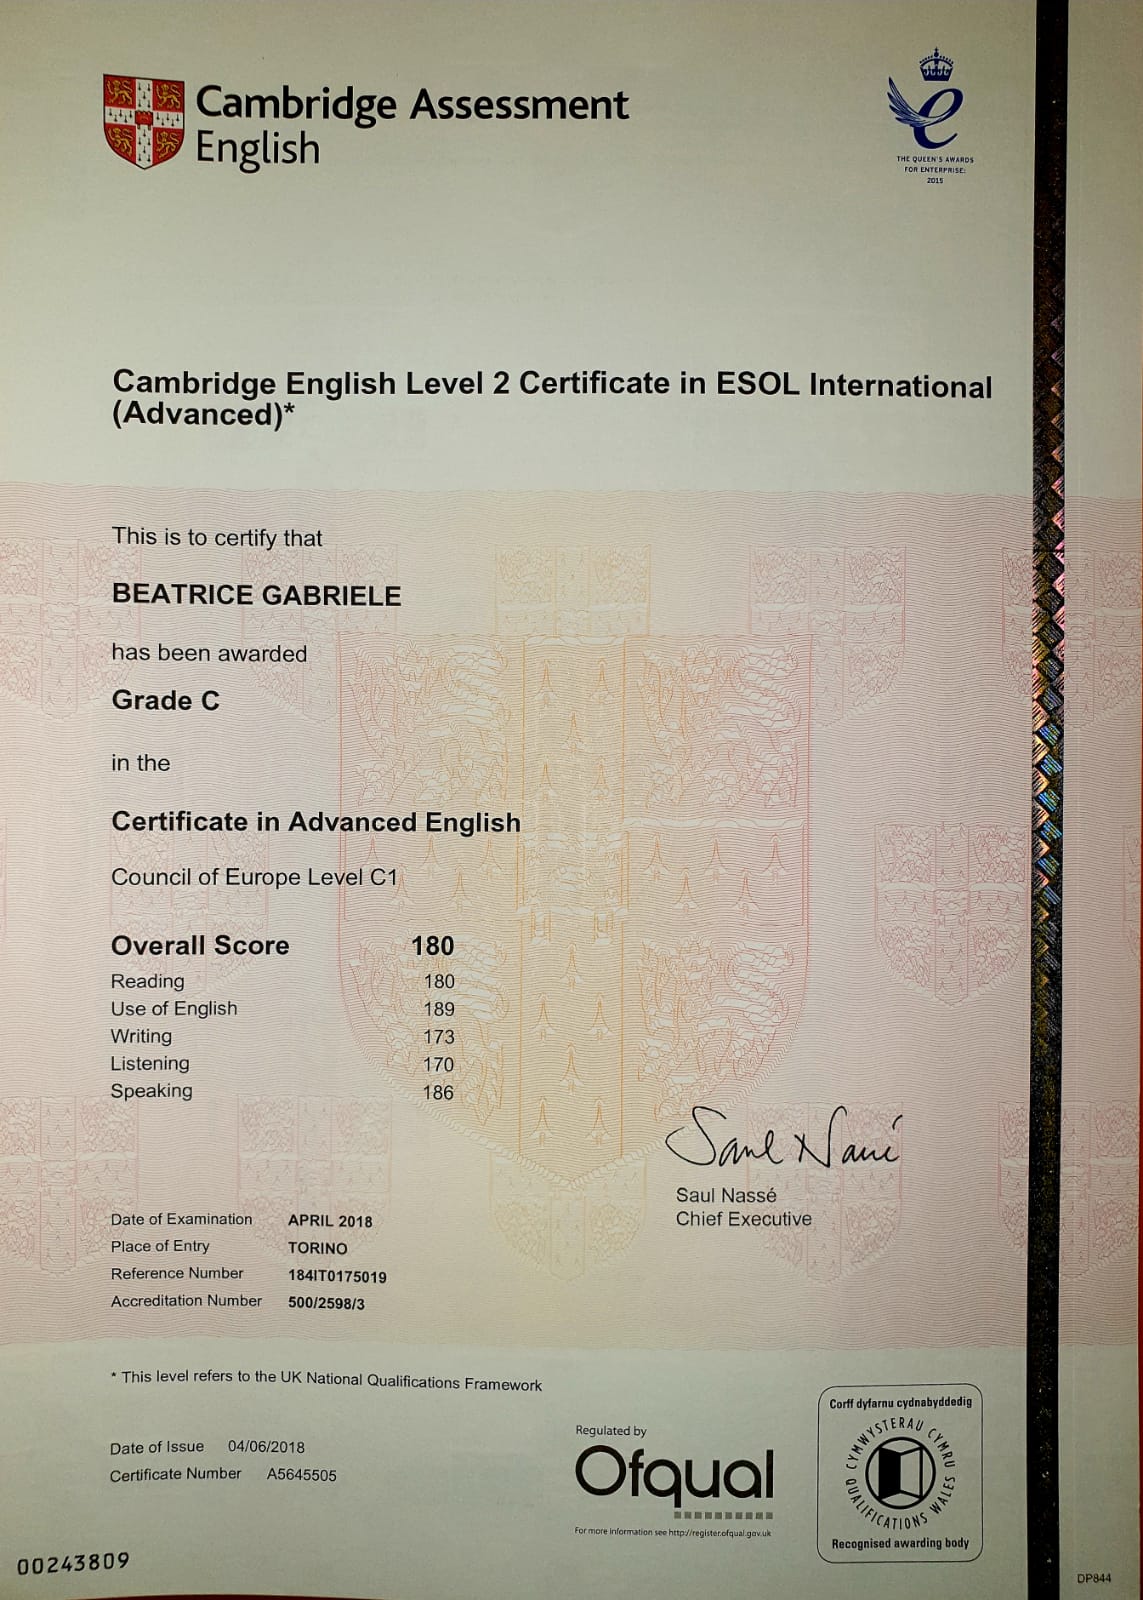 Cambridge Assessment
English
THE QUEEN'S AWARDS
FOR ENTERPRISE:
2015
Cambridge English Level 2 Certificate in ESOL International
(Advanced)*
This is to certify that
BEATRICE GABRIELE
has been awarded
Grade C
in the
Certificate in Advanced English
Council of Europe Level C1
Overall Score 180
Reading 180
Use of English 189
Writing 173
Listening 170
Speaking 186
Saul Nassé
Saul Nassé
Chief Executive
Date of Examination APRIL 2018
Place of Entry TORINO
Reference Number 184IT0175019
Accreditation Number 500/2598/3
* This level refers to the UK National Qualifications Framework
Date of Issue 04/06/2018
Certificate Number A5645505
Regulated by
Ofqual
For more information see http://register.ofqual.gov.uk
Corff dyfarnu cydnabyddedig
CYMWYSTERAU CYMRU
QUALIFICATIONS WALES
Recognised awarding body
00243809
DP844